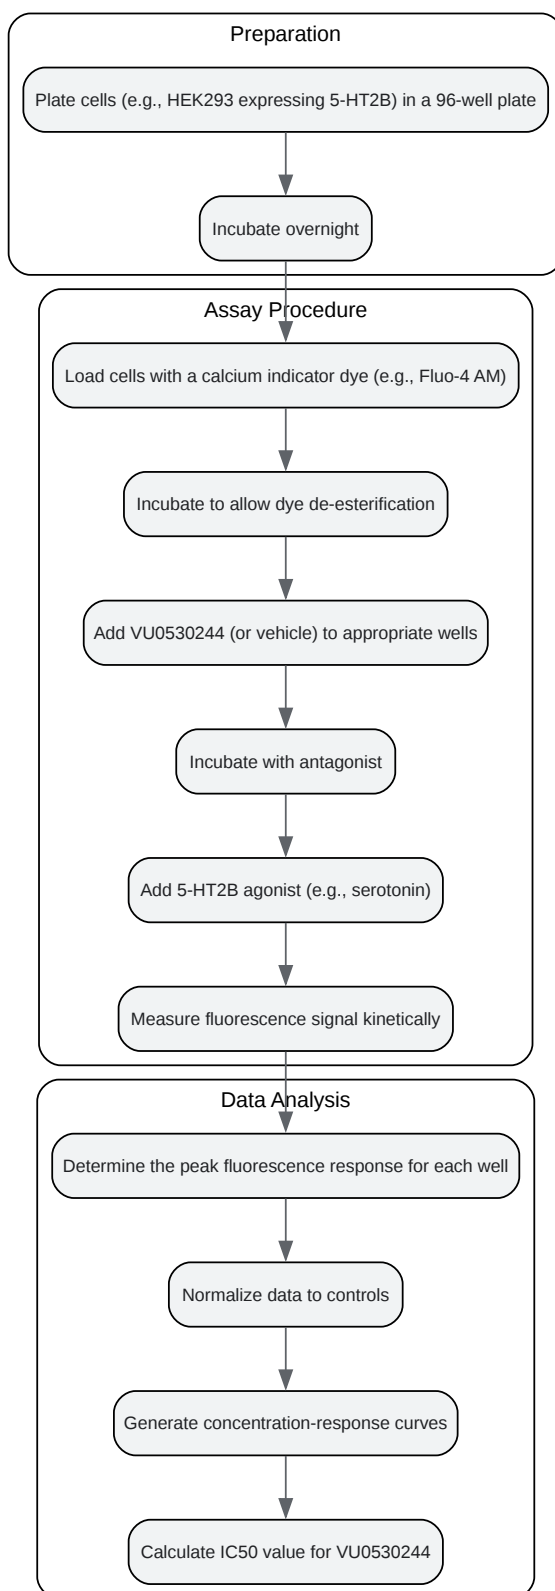 Preparation
Plate cells (e.g., HEK293 expressing 5-HT2B) in a 96-well plate
Incubate overnight
Assay Procedure
Load cells with a calcium indicator dye (e.g., Fluo-4 AM)
Incubate to allow dye de-esterification
Add VU0530244 (or vehicle) to appropriate wells
Incubate with antagonist
Add 5-HT2B agonist (e.g., serotonin)
Measure fluorescence signal kinetically
Data Analysis
Determine the peak fluorescence response for each well
Normalize data to controls
Generate concentration-response curves
Calculate IC50 value for VU0530244